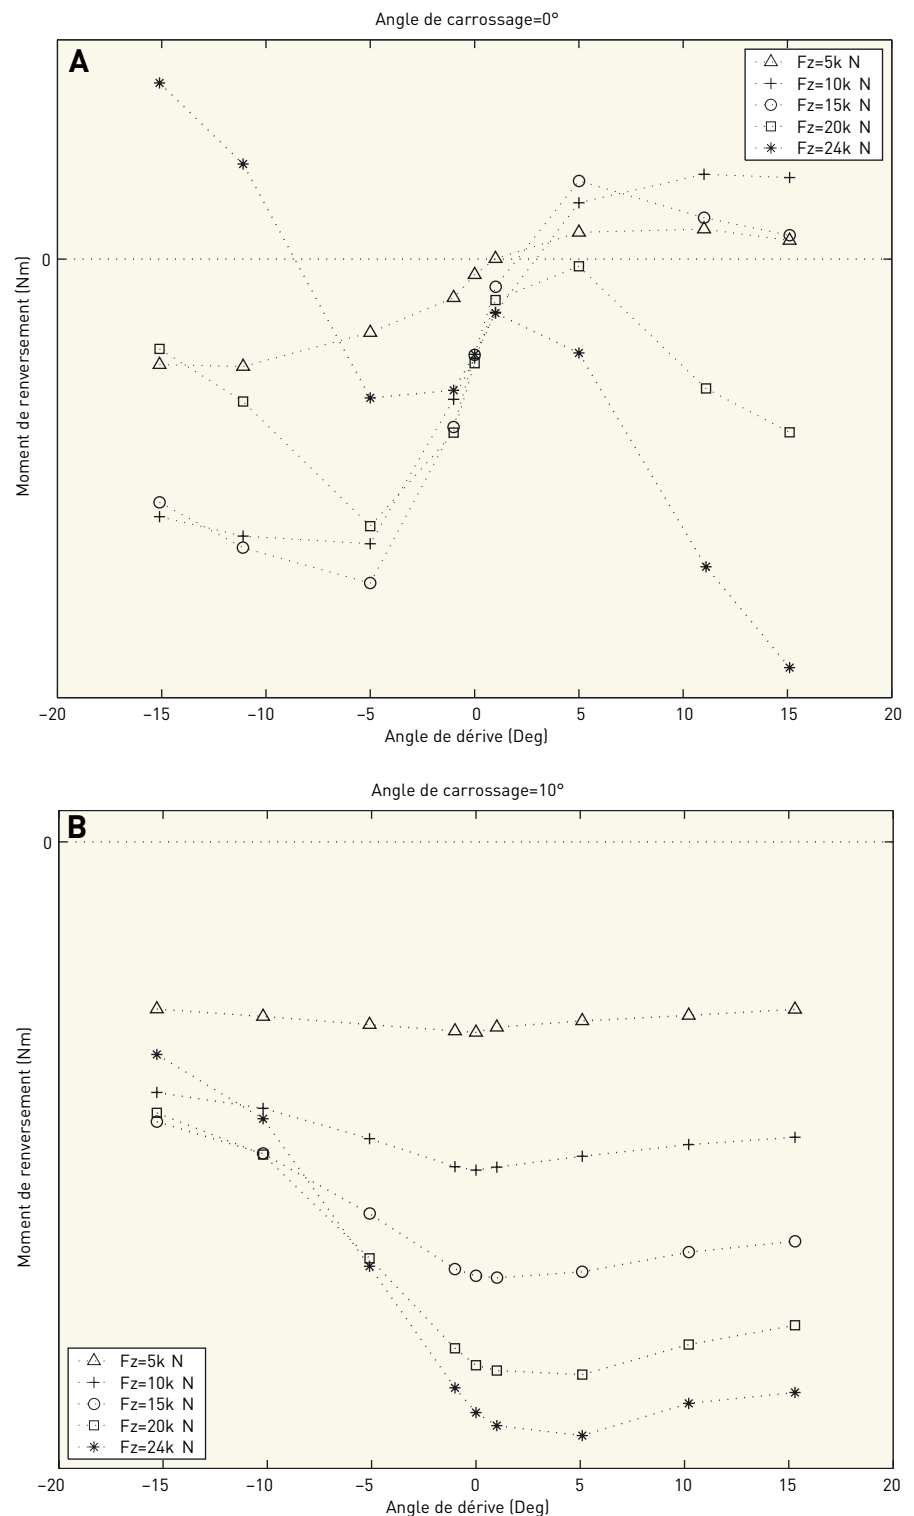 Angle de carrossage=0°
A
Fz=5k N
Fz=10k N
Fz=15k N
Fz=20k N
Fz=24k N
0
Moment de renversement (Nm)
−20 −15 −10 −5 0 5 10 15 20
Angle de dérive (Deg)
Angle de carrossage=10°
B
0
Moment de renversement (Nm)
Fz=5k N
Fz=10k N
Fz=15k N
Fz=20k N
Fz=24k N
−20 −15 −10 −5 0 5 10 15 20
Angle de dérive (Deg)